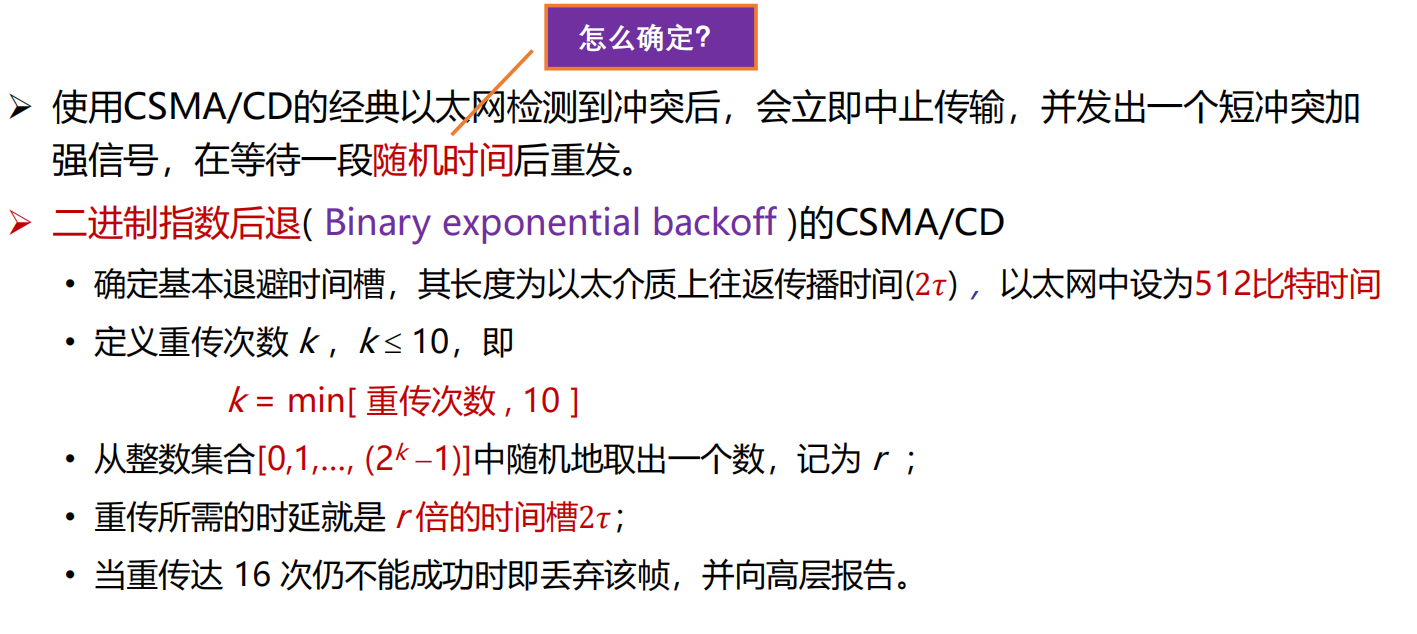 怎么确定?
使用CSMA/CD的经典以太网检测到冲突后，会立即中止传输，并发出一个短冲突加
强信号，在等待一段随机时间后重发。
二进制指数后退( Binary exponential backoff )的CSMA/CD
• 确定基本退避时间槽，其长度为以太介质上往返传播时间(2τ) ，以太网中设为512比特时间
• 定义重传次数 k ，k ≤ 10，即
k = min[ 重传次数 , 10 ]
• 从整数集合[0,1,…, (2ᵏ –1)]中随机地取出一个数，记为 r ；
• 重传所需的时延就是 r 倍的时间槽2τ；
• 当重传达 16 次仍不能成功时即丢弃该帧，并向高层报告。